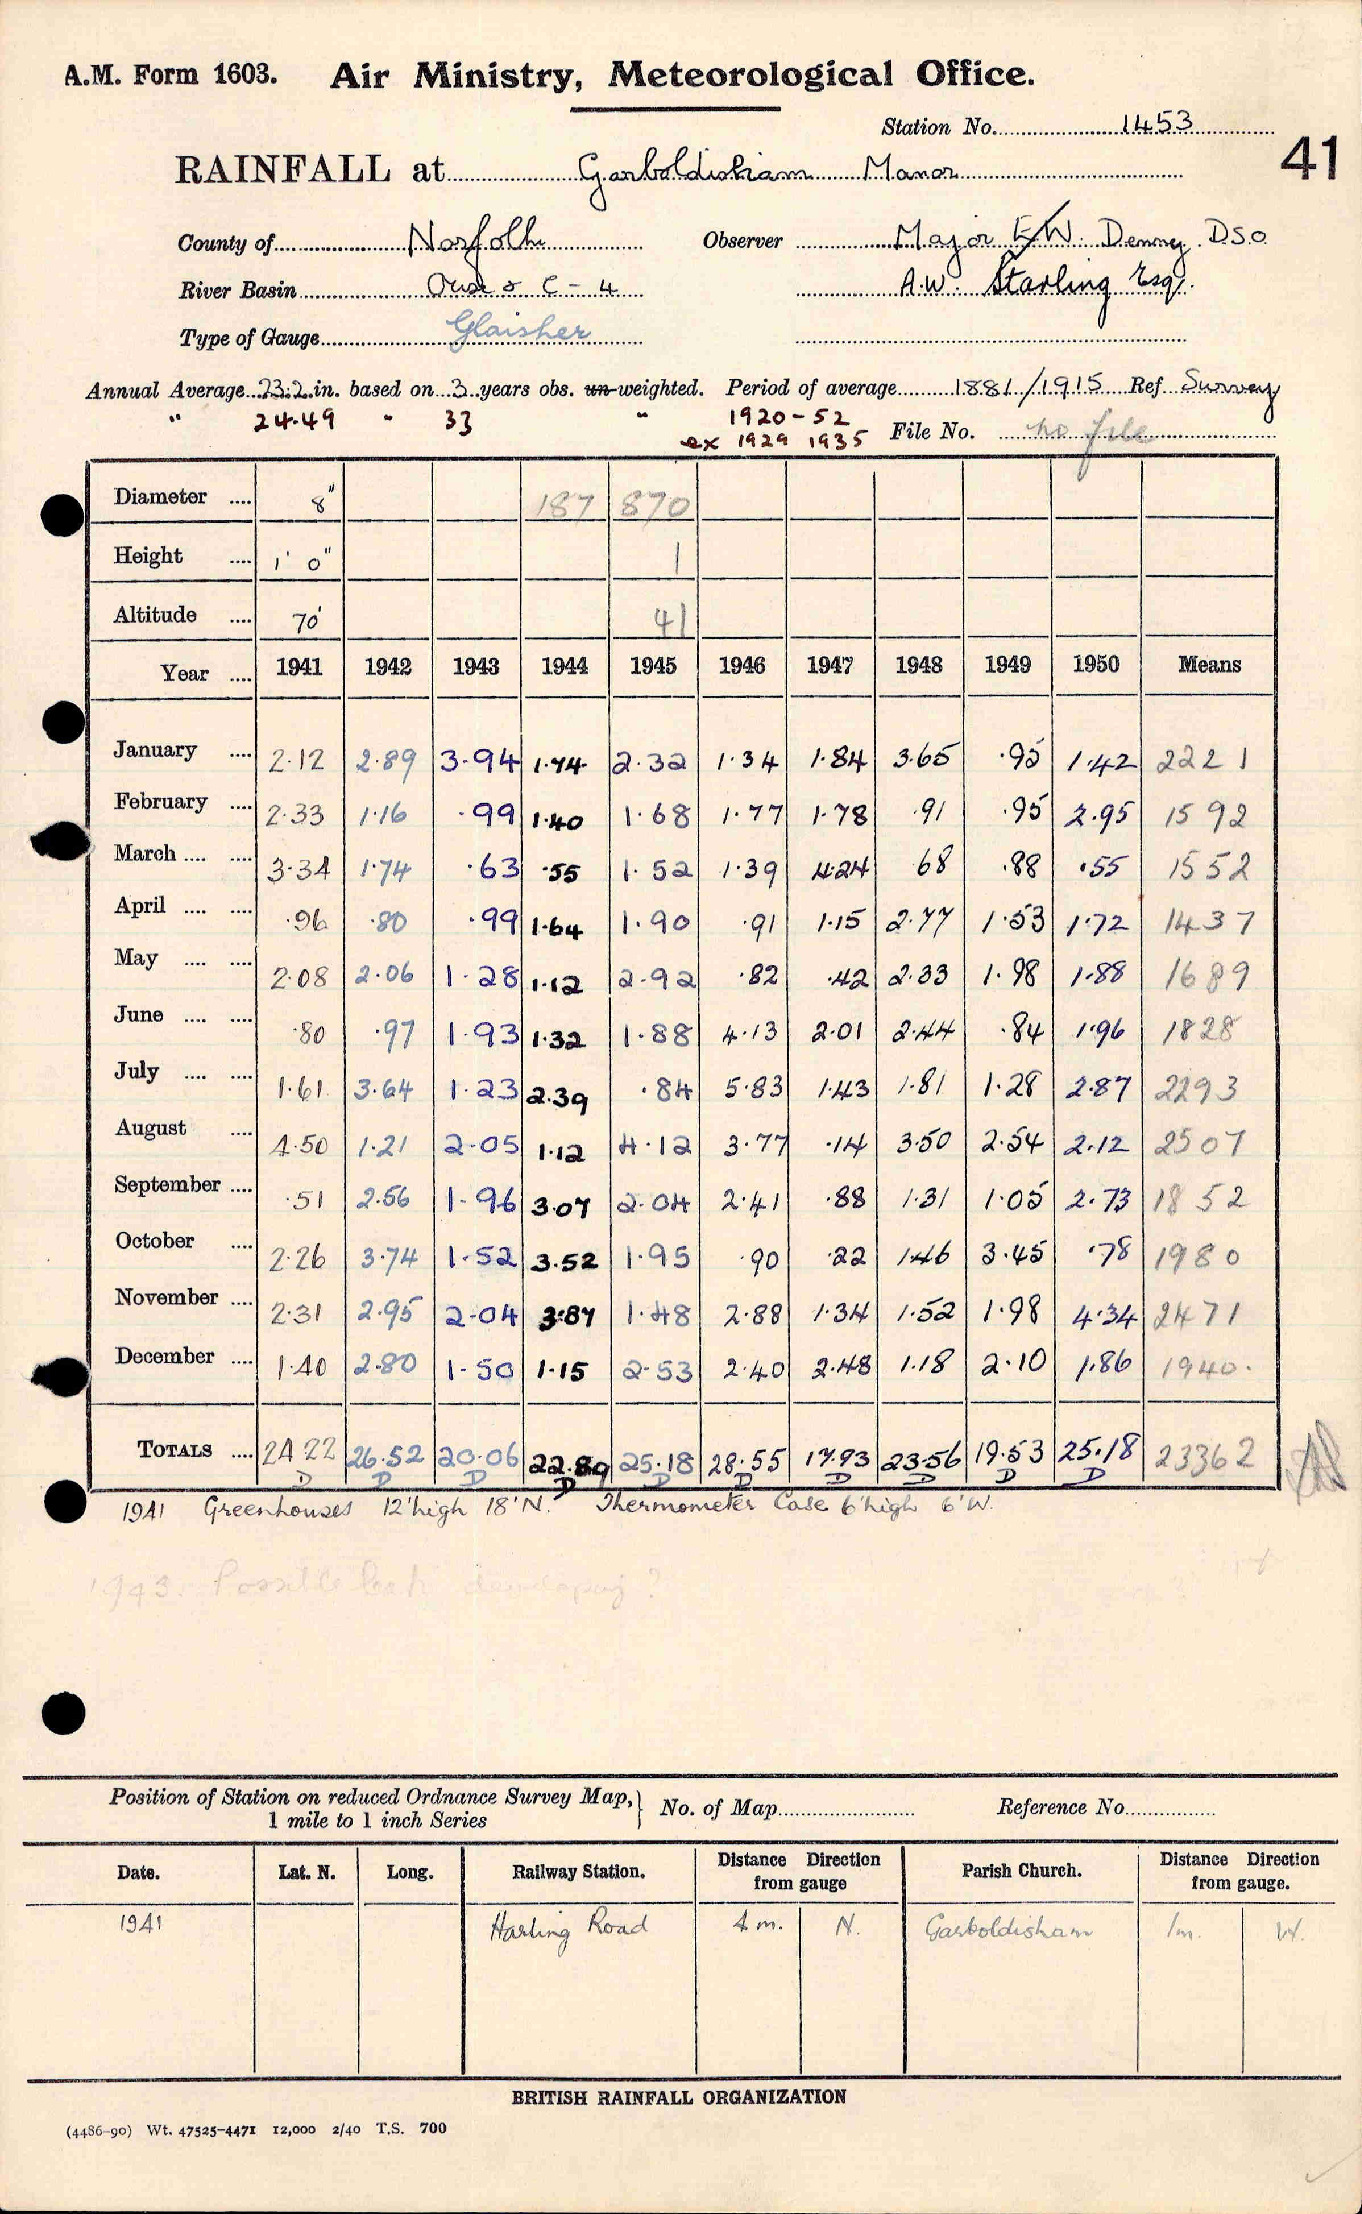 A.M. Form 1603. Air Ministry, Meteorological Office.
Station No. 1453
41
RAINFALL at Garboldisham Manor
County of Norfolk Observer Major E.W. Denny D.S.O
River Basin Ouse & C - 4 A.W. Starling Esq.
Type of Gauge Glaisher
Annual Average 23.2 in. based on 3 years obs. un-weighted. Period of average 1881/1915 Ref Survey
" 24.49 " 33 " 1920-52
ex 1929 1935 File No. no file
Diameter .... 8" 187 870
Height .... 1' 0" 1
Altitude .... 70' 41
Year .... 1941 1942 1943 1944 1945 1946 1947 1948 1949 1950 Means
January .... 2.12 2.89 3.94 1.74 2.32 1.34 1.84 3.65 .95 1.42 2221
February .... 2.33 1.16 .99 1.40 1.68 1.77 1.78 .91 .95 2.95 1592
March .... .... 3.34 1.74 .63 .55 1.52 1.39 4.24 68 .88 .55 1552
April .... .... .96 .80 .99 1.64 1.90 .91 1.15 2.77 1.53 1.72 1437
May .... .... 2.08 2.06 1.28 1.12 2.92 .82 .42 2.33 1.98 1.88 1689
June .... .... .80 .97 1.93 1.32 1.88 4.13 2.01 2.44 .84 1.96 1828
July .... .... 1.61 3.64 1.23 2.39 .84 5.83 1.43 1.81 1.28 2.87 2293
August .... 4.50 1.21 2.05 1.12 4.12 3.77 .14 3.50 2.54 2.12 2507
September .... .51 2.56 1.96 3.07 2.04 2.41 .88 1.31 1.05 2.73 1852
October .... 2.26 3.74 1.52 3.52 1.95 .90 .22 1.46 3.45 .78 1980
November .... 2.31 2.95 2.04 3.87 1.48 2.88 1.34 1.52 1.98 4.34 2471
December .... 1.40 2.80 1.50 1.15 2.53 2.40 2.48 1.18 2.10 1.86 1940.
TOTALS .... 24 22 26.52 20.06 22.89 25.18 28.55 17.93 23.56 19.53 25.18 23362
D D D D D D D D D D
1941 Greenhouses 12' high 18' N. Thermometer Case 6' high 6' W.
1943. Possible leak developing?
Position of Station on reduced Ordnance Survey Map, 1 mile to 1 inch Series } No. of Map Reference No.
Date. Lat. N. Long. Railway Station. Distance Direction from gauge Parish Church. Distance Direction from gauge.
1941 Harling Road 4 m. N. Garboldisham 1m. W.
BRITISH RAINFALL ORGANIZATION
(4486-90) Wt. 47525-4471 12,000 2/40 T.S. 700